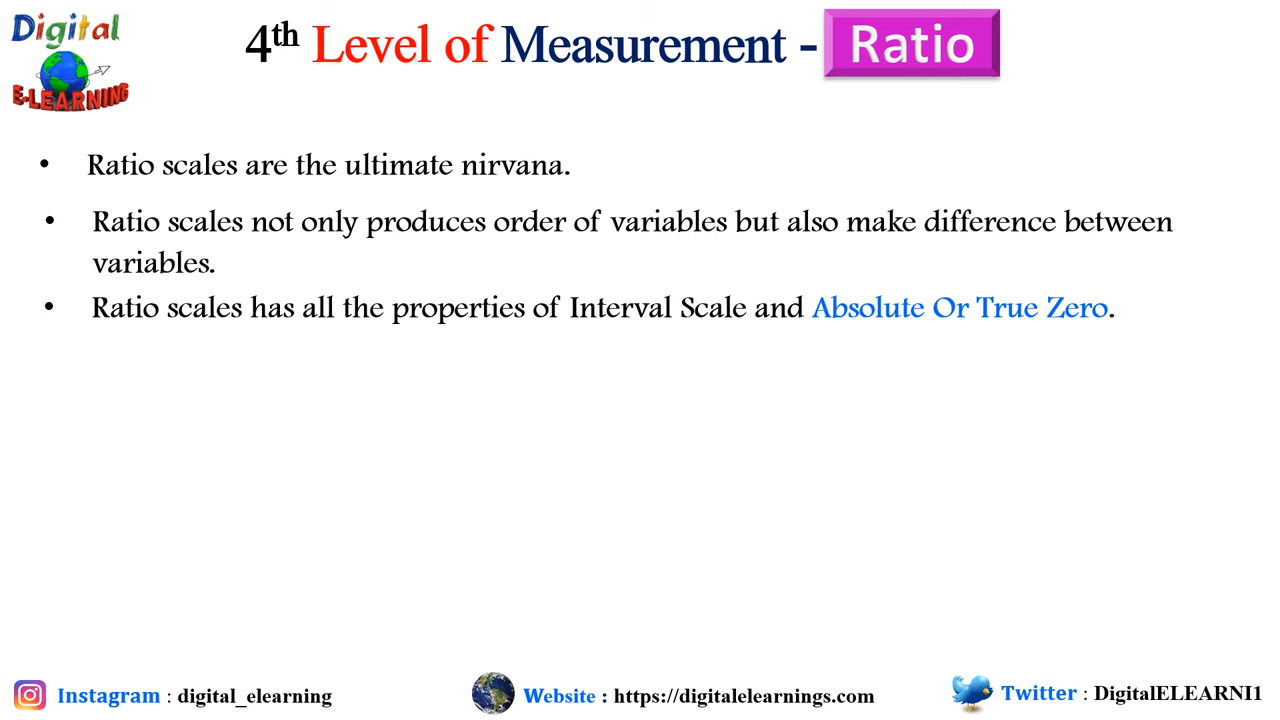 Digital
E-LEARNING
4th Level of Measurement - Ratio
• Ratio scales are the ultimate nirvana.
• Ratio scales not only produces order of variables but also make difference between
variables.
• Ratio scales has all the properties of Interval Scale and Absolute Or True Zero.
Instagram : digital_elearning
Website : https://digitalelearnings.com
Twitter : DigitalELEARNI1